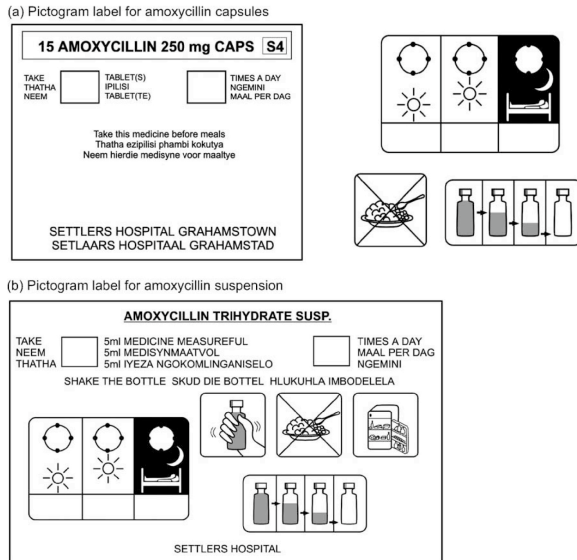 (a) Pictogram label for amoxycillin capsules
15 AMOXYCILLIN 250 mg CAPS S4
TAKE TABLET(S) TIMES A DAY
THATHA IPILISI NGEMINI
NEEM TABLET(TE) MAAL PER DAG
Take this medicine before meals
Thatha ezipilisi phambi kokutya
Neem hierdie medisyne voor maaltye
SETTLERS HOSPITAL GRAHAMSTOWN
SETLAARS HOSPITAAL GRAHAMSTAD
(b) Pictogram label for amoxycillin suspension
AMOXYCILLIN TRIHYDRATE SUSP.
TAKE 5ml MEDICINE MEASUREFUL TIMES A DAY
NEEM 5ml MEDISYNMAATVOL MAAL PER DAG
THATHA 5ml IYEZA NGOKOMLINGANISELO NGEMINI
SHAKE THE BOTTLE SKUD DIE BOTTEL HLUKUHLA IMBODELELA
SETTLERS HOSPITAL